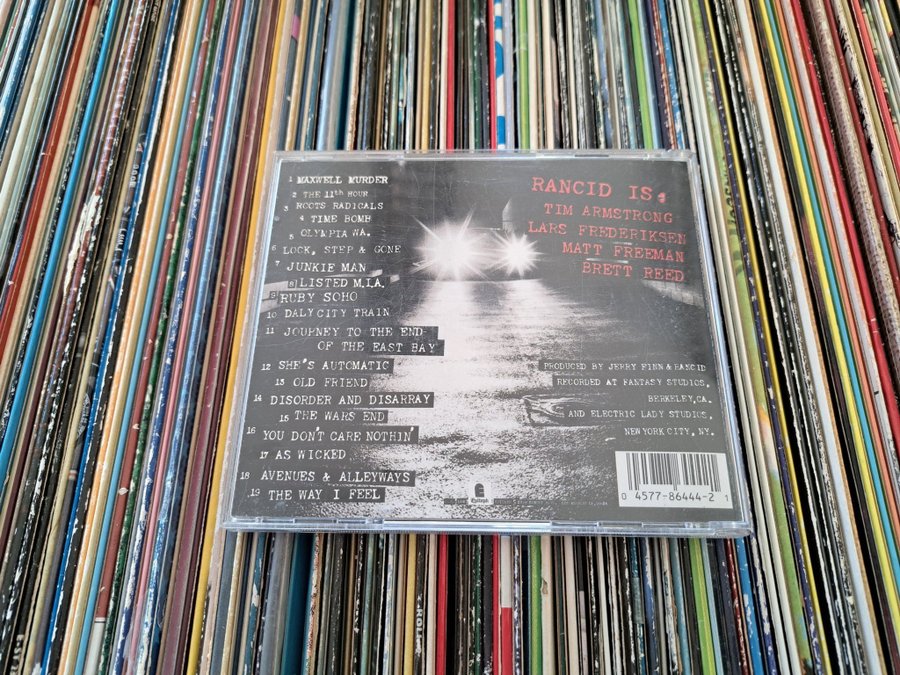 1 MAXWELL MURDER
2 THE 11th HOUR
3 ROOTS RADICALS
4 TIME BOMB
5 OLYMPIA WA.
6 LOCK, STEP & GONE
7 JUNKIE MAN
8 LISTED M.I.A.
9 RUBY SOHO
10 DALY CITY TRAIN
11 JOURNEY TO THE END
OF THE EAST BAY
12 SHE'S AUTOMATIC
13 OLD FRIEND
14 DISORDER AND DISARRAY
15 THE WARS END
16 YOU DON'T CARE NOTHIN'
17 AS WICKED
18 AVENUES & ALLEYWAYS
19 THE WAY I FEEL
RANCID IS:
TIM ARMSTRONG
LARS FREDERIKSEN
MATT FREEMAN
BRETT REED
PRODUCED BY JERRY FINN & RANCID
RECORDED AT FANTASY STUDIOS,
BERKELEY, CA.
AND ELECTRIC LADY STUDIOS,
NEW YORK CITY, NY.
0 4577-86444-2 1